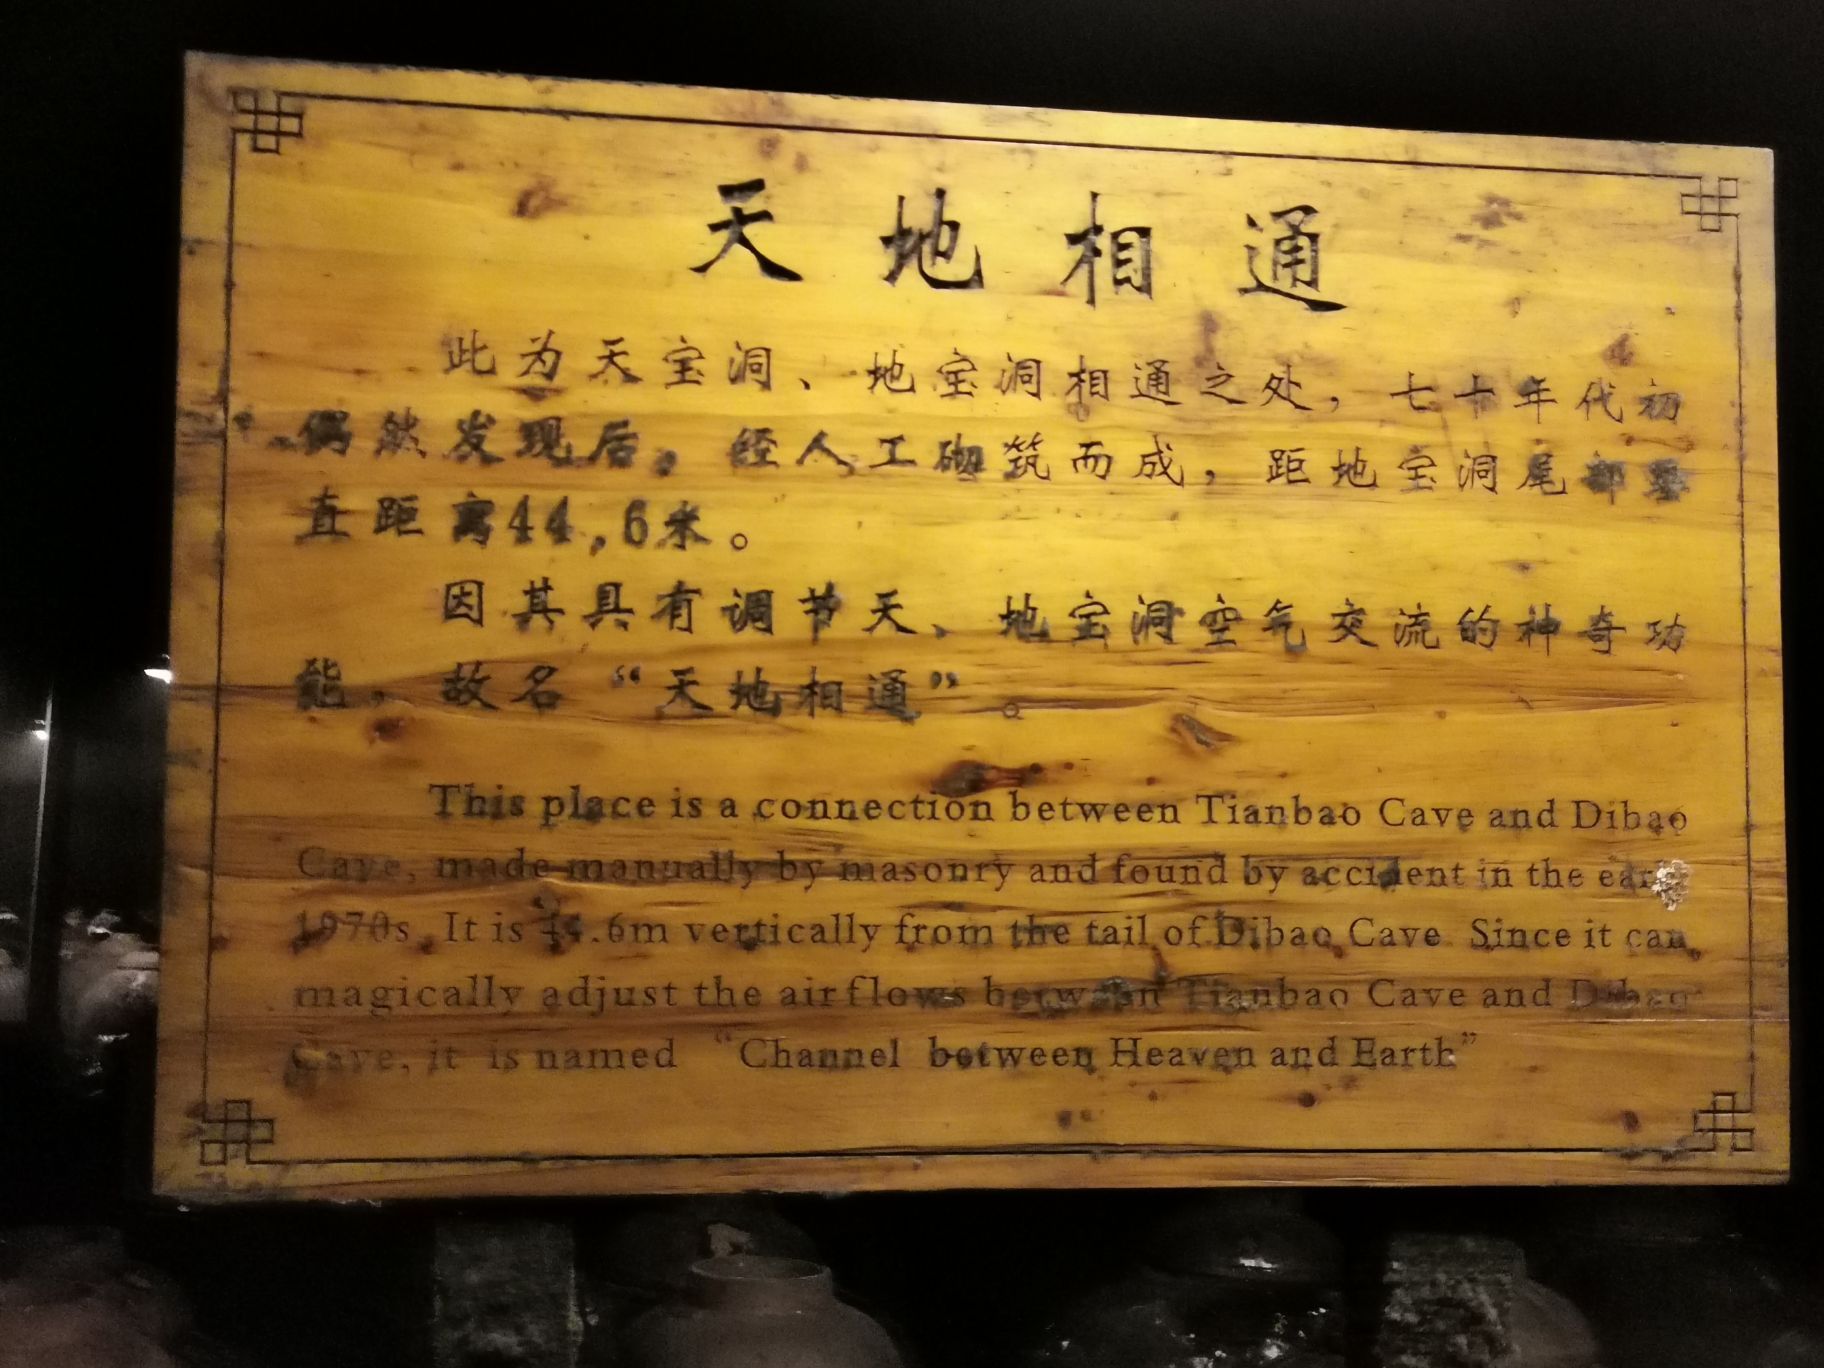 天地相通
此为天宝洞、地宝洞相通之处，七十年代初
偶然发现后，经人工砌筑而成，距地宝洞尾部垂
直距离44.6米。
因其具有调节天、地宝洞空气交流的神奇功
能，故名“天地相通”。
This place is a connection between Tianbao Cave and Dibao
Cave, made manually by masonry and found by accident in the early
1970s. It is 44.6m vertically from the tail of Dibao Cave. Since it can
magically adjust the air flows between Tianbao Cave and Dibao
Cave, it is named “Channel between Heaven and Earth”